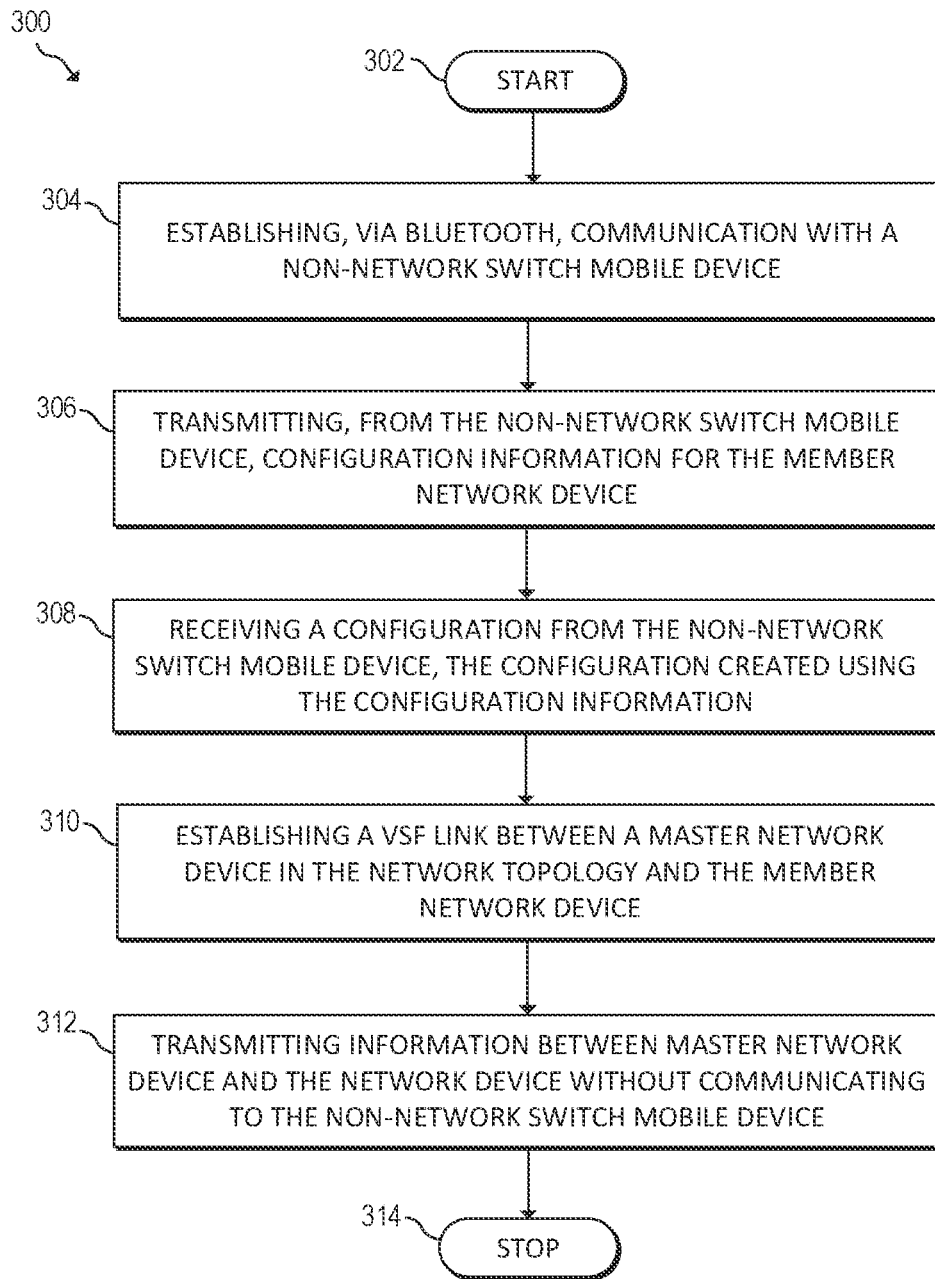 300
302
START
304
ESTABLISHING, VIA BLUETOOTH, COMMUNICATION WITH A
NON-NETWORK SWITCH MOBILE DEVICE
306
TRANSMITTING, FROM THE NON-NETWORK SWITCH MOBILE
DEVICE, CONFIGURATION INFORMATION FOR THE MEMBER
NETWORK DEVICE
308
RECEIVING A CONFIGURATION FROM THE NON-NETWORK
SWITCH MOBILE DEVICE, THE CONFIGURATION CREATED USING
THE CONFIGURATION INFORMATION
310
ESTABLISHING A VSF LINK BETWEEN A MASTER NETWORK
DEVICE IN THE NETWORK TOPOLOGY AND THE MEMBER
NETWORK DEVICE
312
TRANSMITTING INFORMATION BETWEEN MASTER NETWORK
DEVICE AND THE NETWORK DEVICE WITHOUT COMMUNICATING
TO THE NON-NETWORK SWITCH MOBILE DEVICE
314
STOP